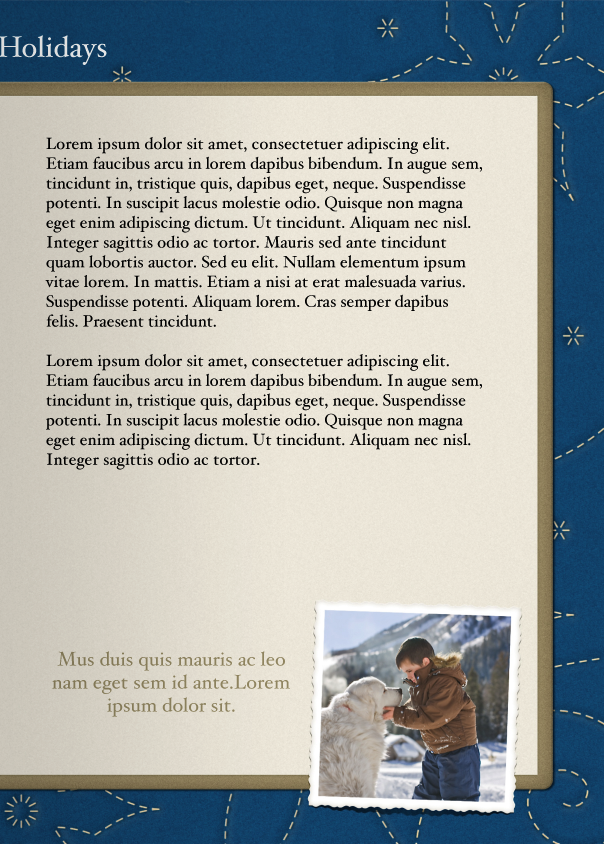 Holidays
Lorem ipsum dolor sit amet, consectetuer adipiscing elit.
Etiam faucibus arcu in lorem dapibus bibendum. In augue sem,
tincidunt in, tristique quis, dapibus eget, neque. Suspendisse
potenti. In suscipit lacus molestie odio. Quisque non magna
eget enim adipiscing dictum. Ut tincidunt. Aliquam nec nisl.
Integer sagittis odio ac tortor. Mauris sed ante tincidunt
quam lobortis auctor. Sed eu elit. Nullam elementum ipsum
vitae lorem. In mattis. Etiam a nisi at erat malesuada varius.
Suspendisse potenti. Aliquam lorem. Cras semper dapibus
felis. Praesent tincidunt.
Lorem ipsum dolor sit amet, consectetuer adipiscing elit.
Etiam faucibus arcu in lorem dapibus bibendum. In augue sem,
tincidunt in, tristique quis, dapibus eget, neque. Suspendisse
potenti. In suscipit lacus molestie odio. Quisque non magna
eget enim adipiscing dictum. Ut tincidunt. Aliquam nec nisl.
Integer sagittis odio ac tortor.
Mus duis quis mauris ac leo
nam eget sem id ante.Lorem
ipsum dolor sit.